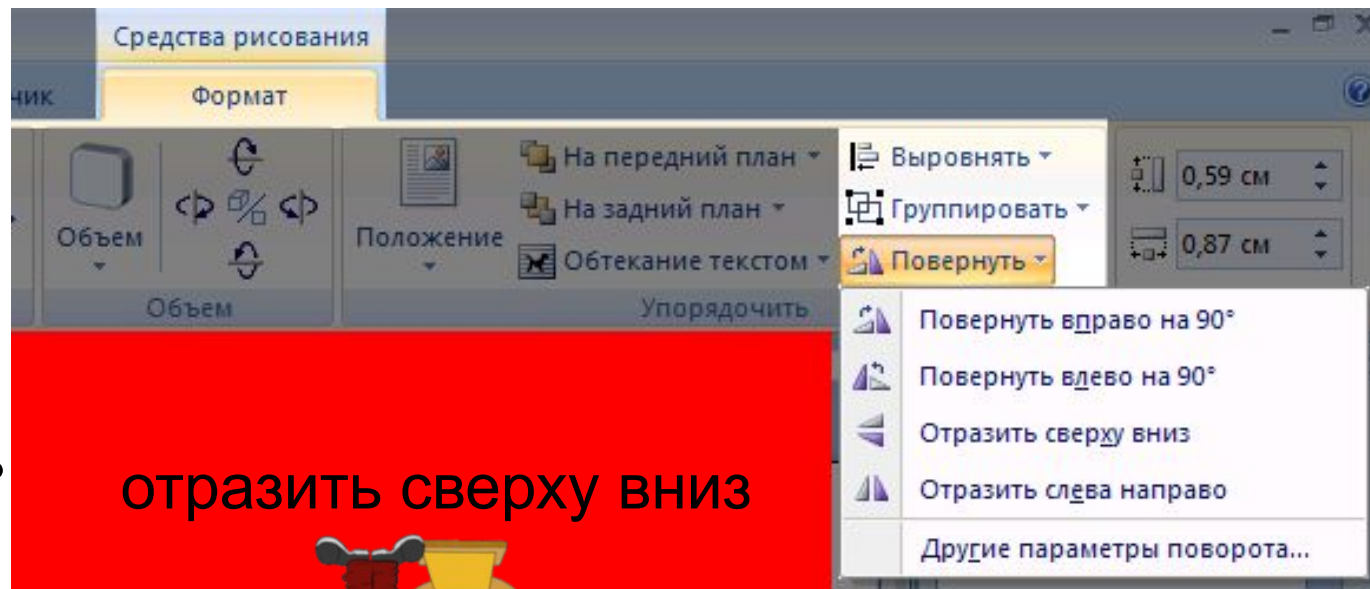 Средства рисования
чик
Формат
Объем
Объем
Положение
На передний план
На задний план
Обтекание текстом
Упорядочить
Выровнять
Группировать
Повернуть
0,59 см
0,87 см
Повернуть вправо на 90°
Повернуть влево на 90°
Отразить сверху вниз
Отразить слева направо
Другие параметры поворота...
отразить сверху вниз